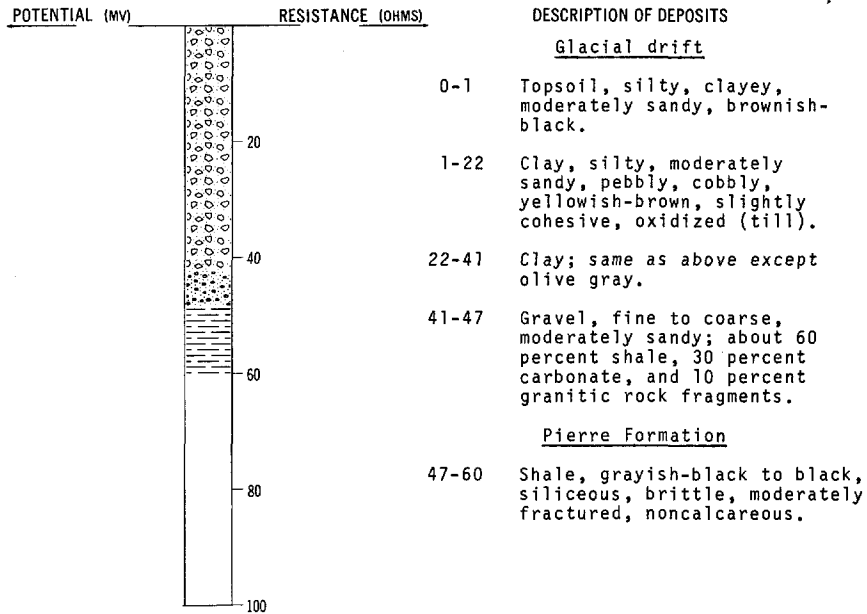 POTENTIAL (MV) RESISTANCE (OHMS) DESCRIPTION OF DEPOSITS
Glacial drift
0-1 Topsoil, silty, clayey,
moderately sandy, brownish-
black.
20
1-22 Clay, silty, moderately
sandy, pebbly, cobbly,
yellowish-brown, slightly
cohesive, oxidized (till).
40
22-41 Clay; same as above except
olive gray.
41-47 Gravel, fine to coarse,
moderately sandy; about 60
percent shale, 30 percent
carbonate, and 10 percent
granitic rock fragments.
60
Pierre Formation
47-60 Shale, grayish-black to black,
siliceous, brittle, moderately
fractured, noncalcareous.
80
100